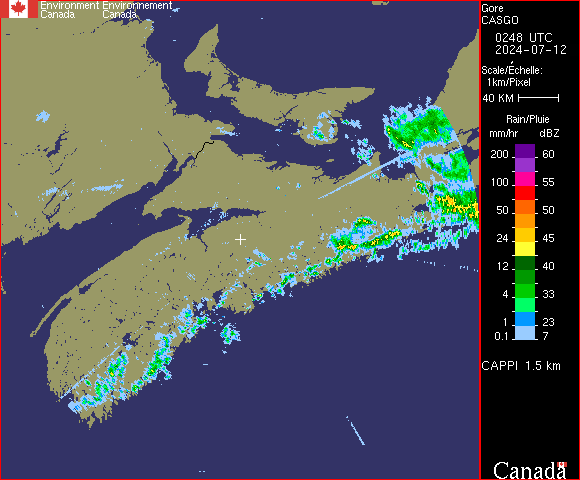 Environment Environnement
Canada Canada
Gore
CASGO
0248 UTC
2024-07-12
Scale/Échelle:
1km/Pixel
40 KM
Rain/Pluie
mm/hr dBZ
200 60
100 55
50 50
24 45
12 40
4 33
1 23
0.1 7
CAPPI 1.5 km
Canada